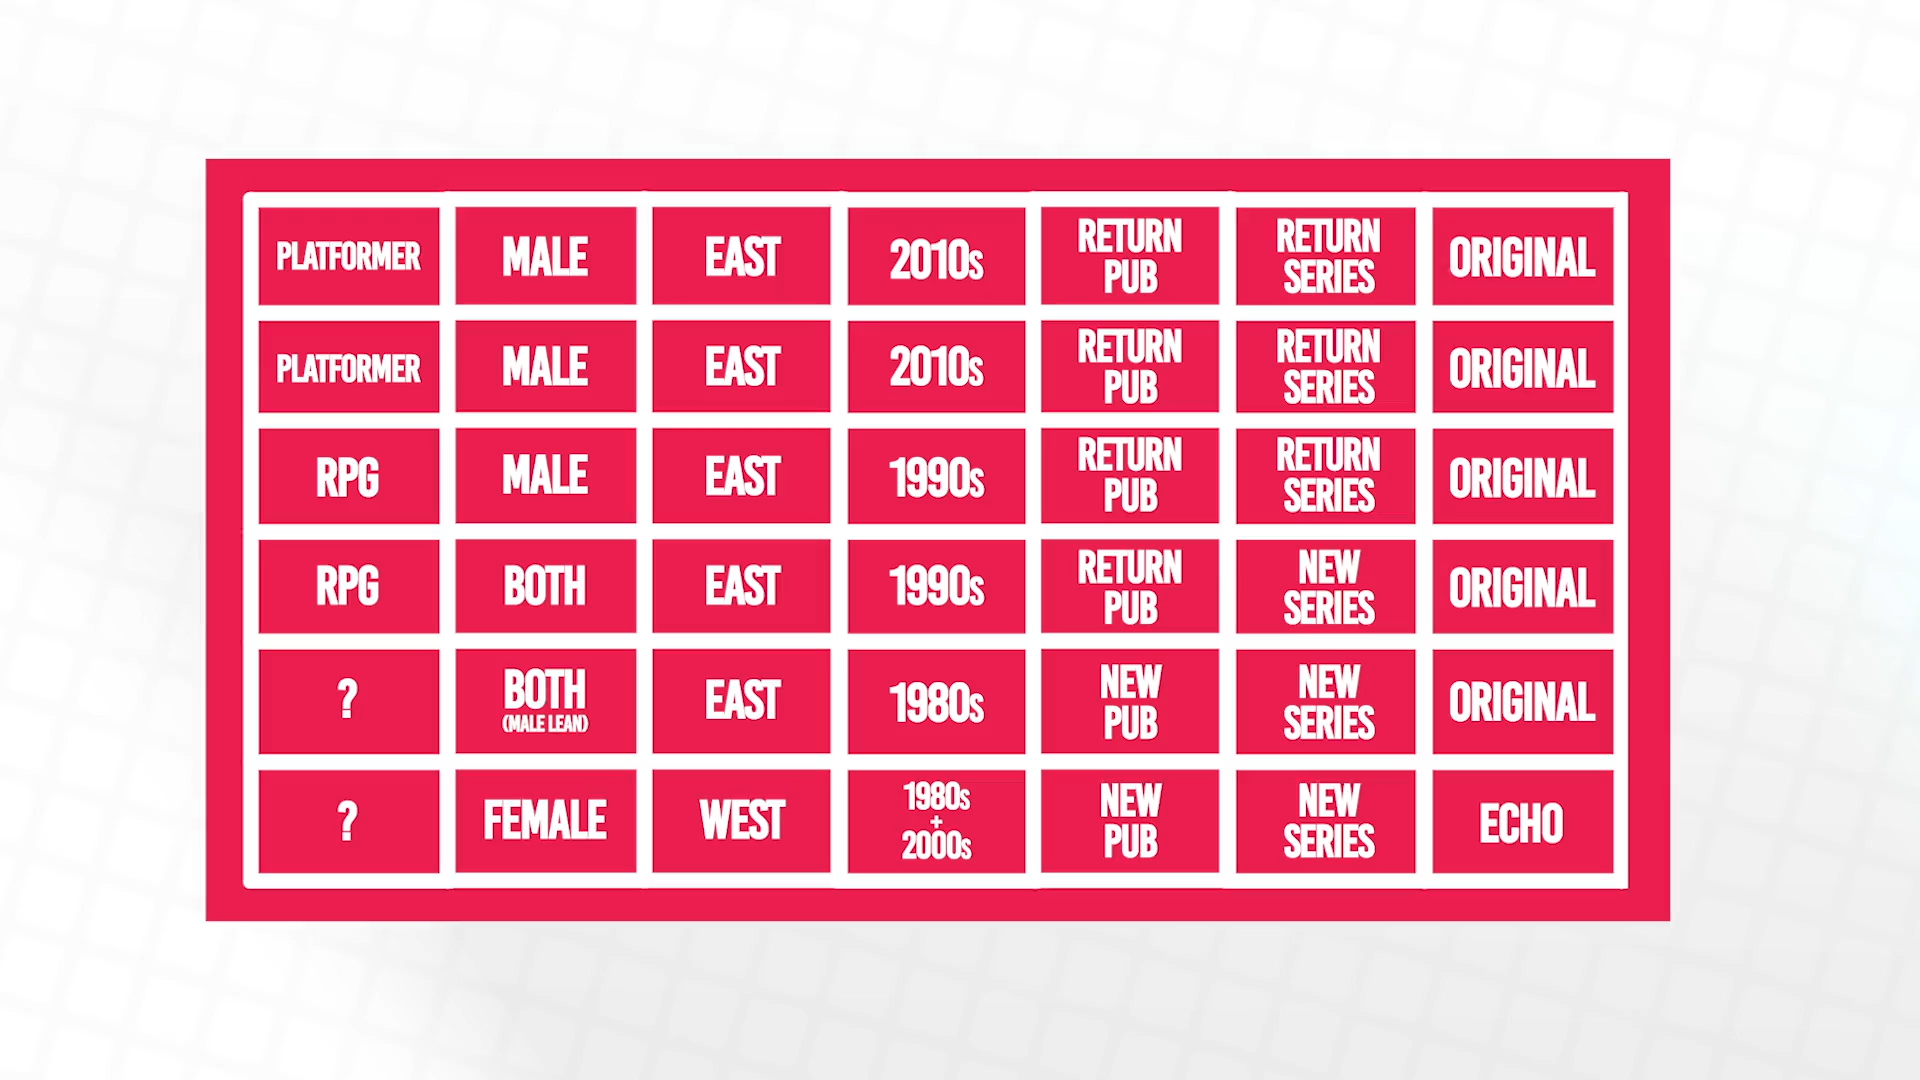 PLATFORMER MALE EAST 2010s RETURN PUB RETURN SERIES ORIGINAL
PLATFORMER MALE EAST 2010s RETURN PUB RETURN SERIES ORIGINAL
RPG MALE EAST 1990s RETURN PUB RETURN SERIES ORIGINAL
RPG BOTH EAST 1990s RETURN PUB NEW SERIES ORIGINAL
? BOTH (MALE LEAN) EAST 1980s NEW PUB NEW SERIES ORIGINAL
? FEMALE WEST 1980s + 2000s NEW PUB NEW SERIES ECHO